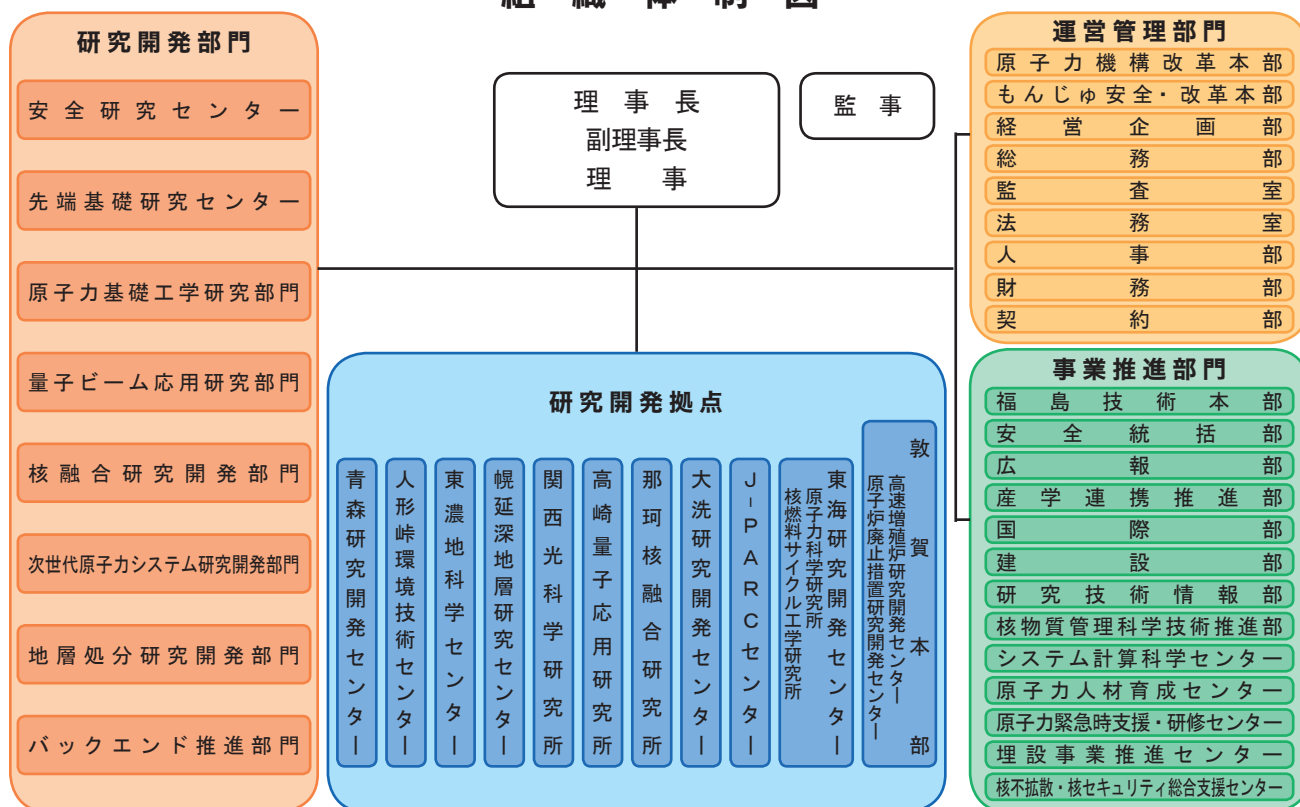 組織体制図
研究開発部門
安全研究センター
先端基礎研究センター
原子力基礎工学研究部門
量子ビーム応用研究部門
核融合研究開発部門
次世代原子力システム研究開発部門
地層処分研究開発部門
バックエンド推進部門
理事長
副理事長
理事
監事
運営管理部門
原子力機構改革本部
もんじゅ安全・改革本部
経営企画部
総務部
監査室
法務室
人事部
財務部
契約部
事業推進部門
福島技術本部
安全統括部
広報部
産学連携推進部
国際部
建設部
研究技術情報部
核物質管理科学技術推進部
システム計算科学センター
原子力人材育成センター
原子力緊急時支援・研修センター
埋設事業推進センター
核不拡散・核セキュリティ総合支援センター
研究開発拠点
敦賀本部
高速増殖炉研究開発センター
原子炉廃止措置研究開発センター
東海研究開発センター
原子力科学研究所
核燃料サイクル工学研究所
J-PARCセンター
大洗研究開発センター
那珂核融合研究所
高崎量子応用研究所
関西光科学研究所
幌延深地層研究センター
東濃地科学センター
人形峠環境技術センター
青森研究開発センター